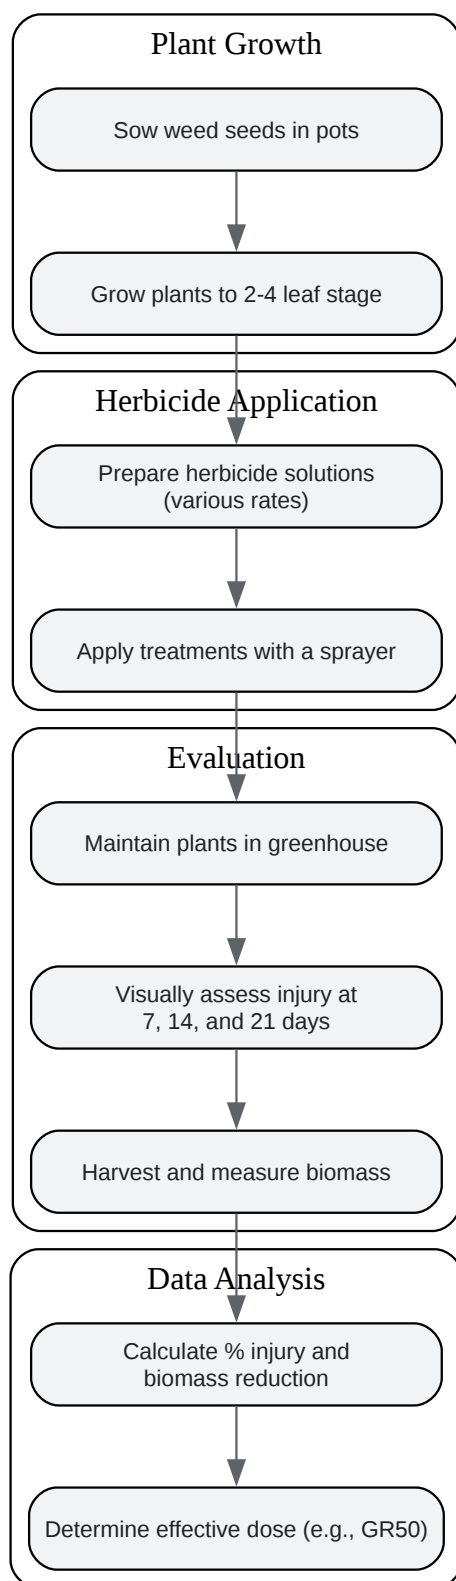 Plant Growth
Sow weed seeds in pots
Grow plants to 2-4 leaf stage
Herbicide Application
Prepare herbicide solutions
(various rates)
Apply treatments with a sprayer
Evaluation
Maintain plants in greenhouse
Visually assess injury at
7, 14, and 21 days
Harvest and measure biomass
Data Analysis
Calculate % injury and
biomass reduction
Determine effective dose (e.g., GR50)